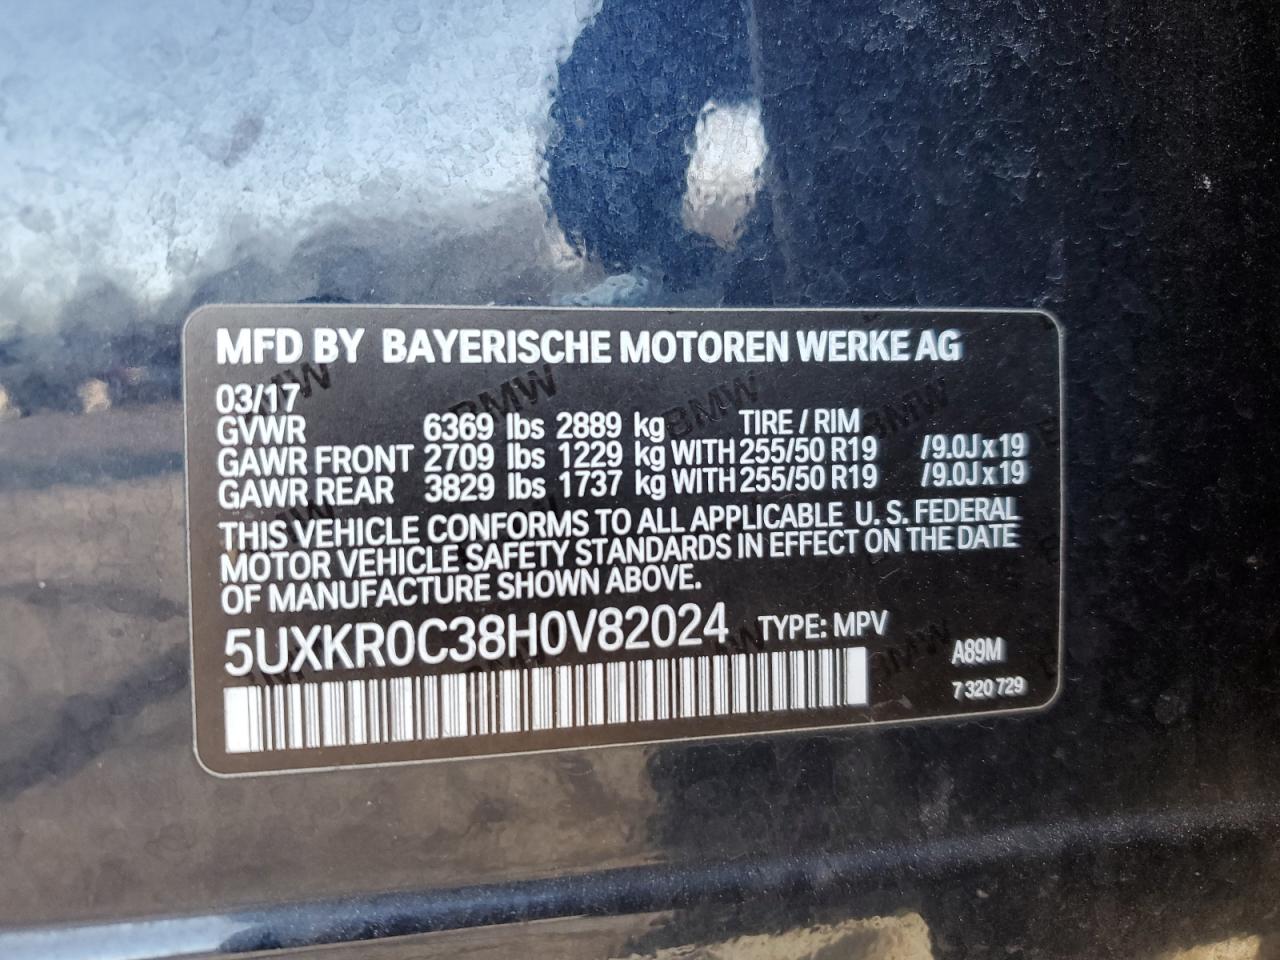 MFD BY BAYERISCHE MOTOREN WERKE AG
03/17
GVWR 6369 lbs 2889 kg TIRE / RIM
GAWR FRONT 2709 lbs 1229 kg WITH 255/50 R19 /9.0J x 19
GAWR REAR 3829 lbs 1737 kg WITH 255/50 R19 /9.0J x 19
THIS VEHICLE CONFORMS TO ALL APPLICABLE U. S. FEDERAL
MOTOR VEHICLE SAFETY STANDARDS IN EFFECT ON THE DATE
OF MANUFACTURE SHOWN ABOVE.
5UXKR0C38H0V82024 TYPE: MPV
A89M
7 320 729